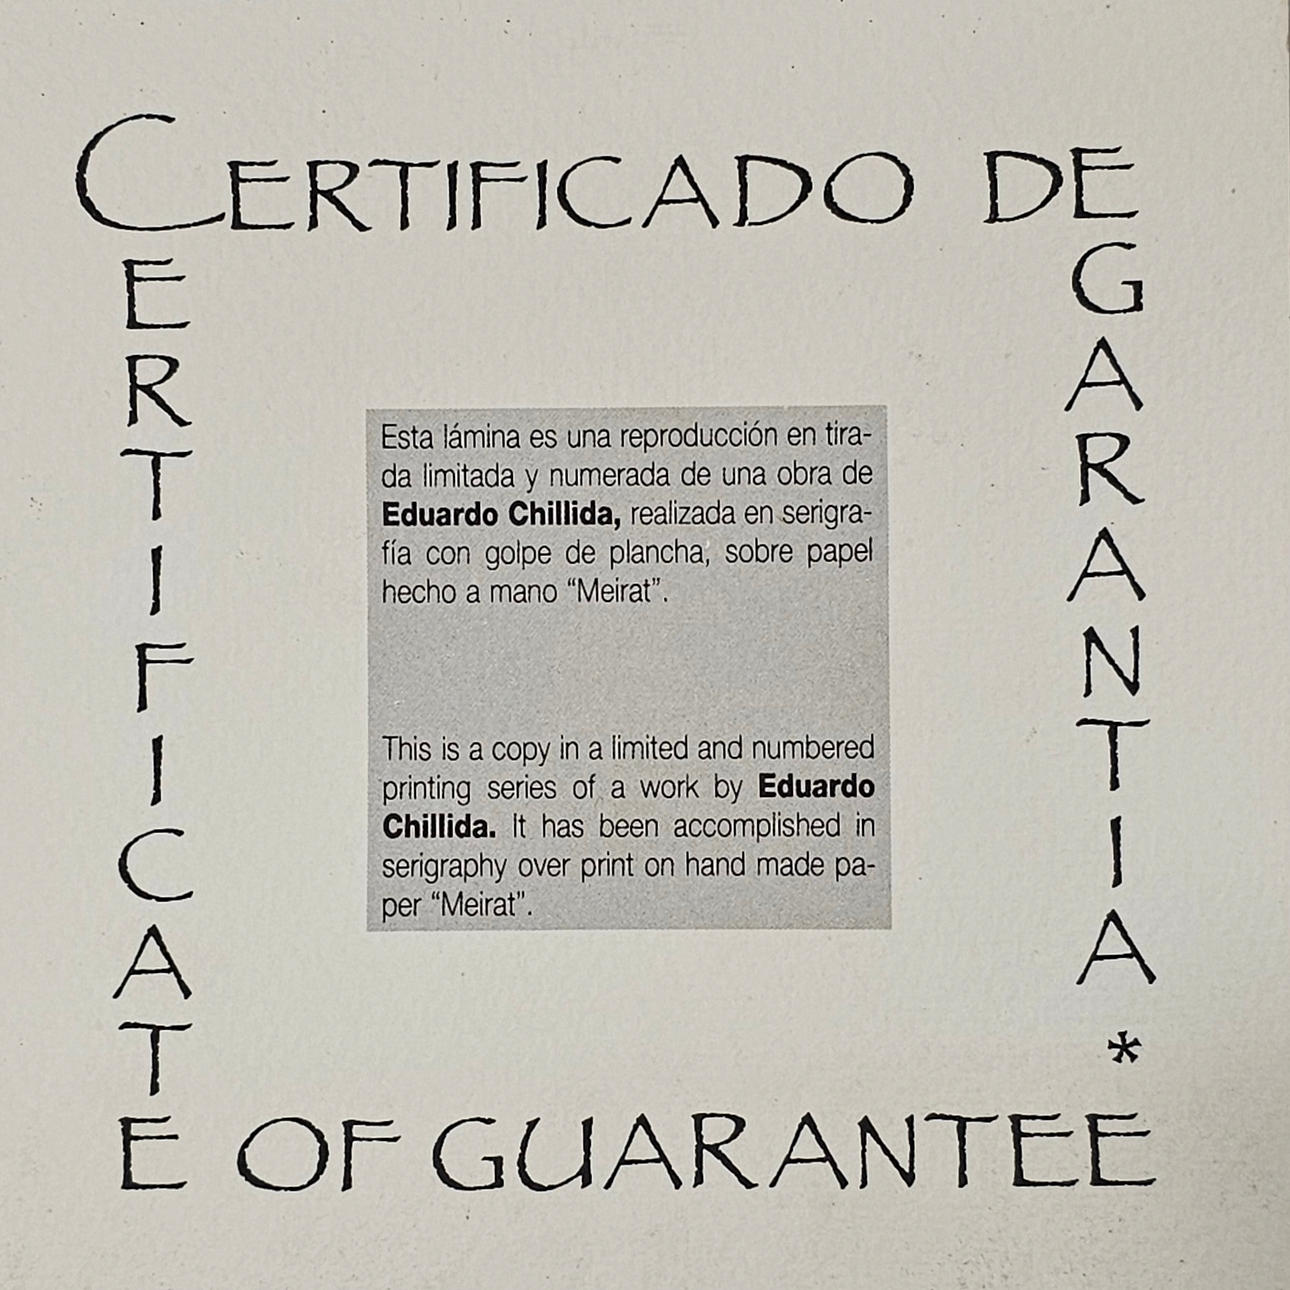 CERTIFICADO DE
GARANTIA *
CERTIFICATE OF GUARANTEE
Esta lámina es una reproducción en tira-
da limitada y numerada de una obra de
Eduardo Chillida, realizada en serigra-
fía con golpe de plancha, sobre papel
hecho a mano “Meirat”.
This is a copy in a limited and numbered
printing series of a work by Eduardo
Chillida. It has been accomplished in
serigraphy over print on hand made pa-
per “Meirat”.